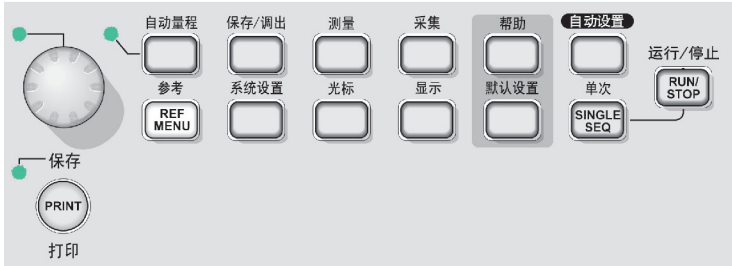 自动量程 保存/调出 测量 采集 帮助 自动设置
运行/停止
RUN/
STOP
参考 系统设置 光标 显示 默认设置 单次
REF
MENU
SINGLE
SEQ
保存
PRINT
打印